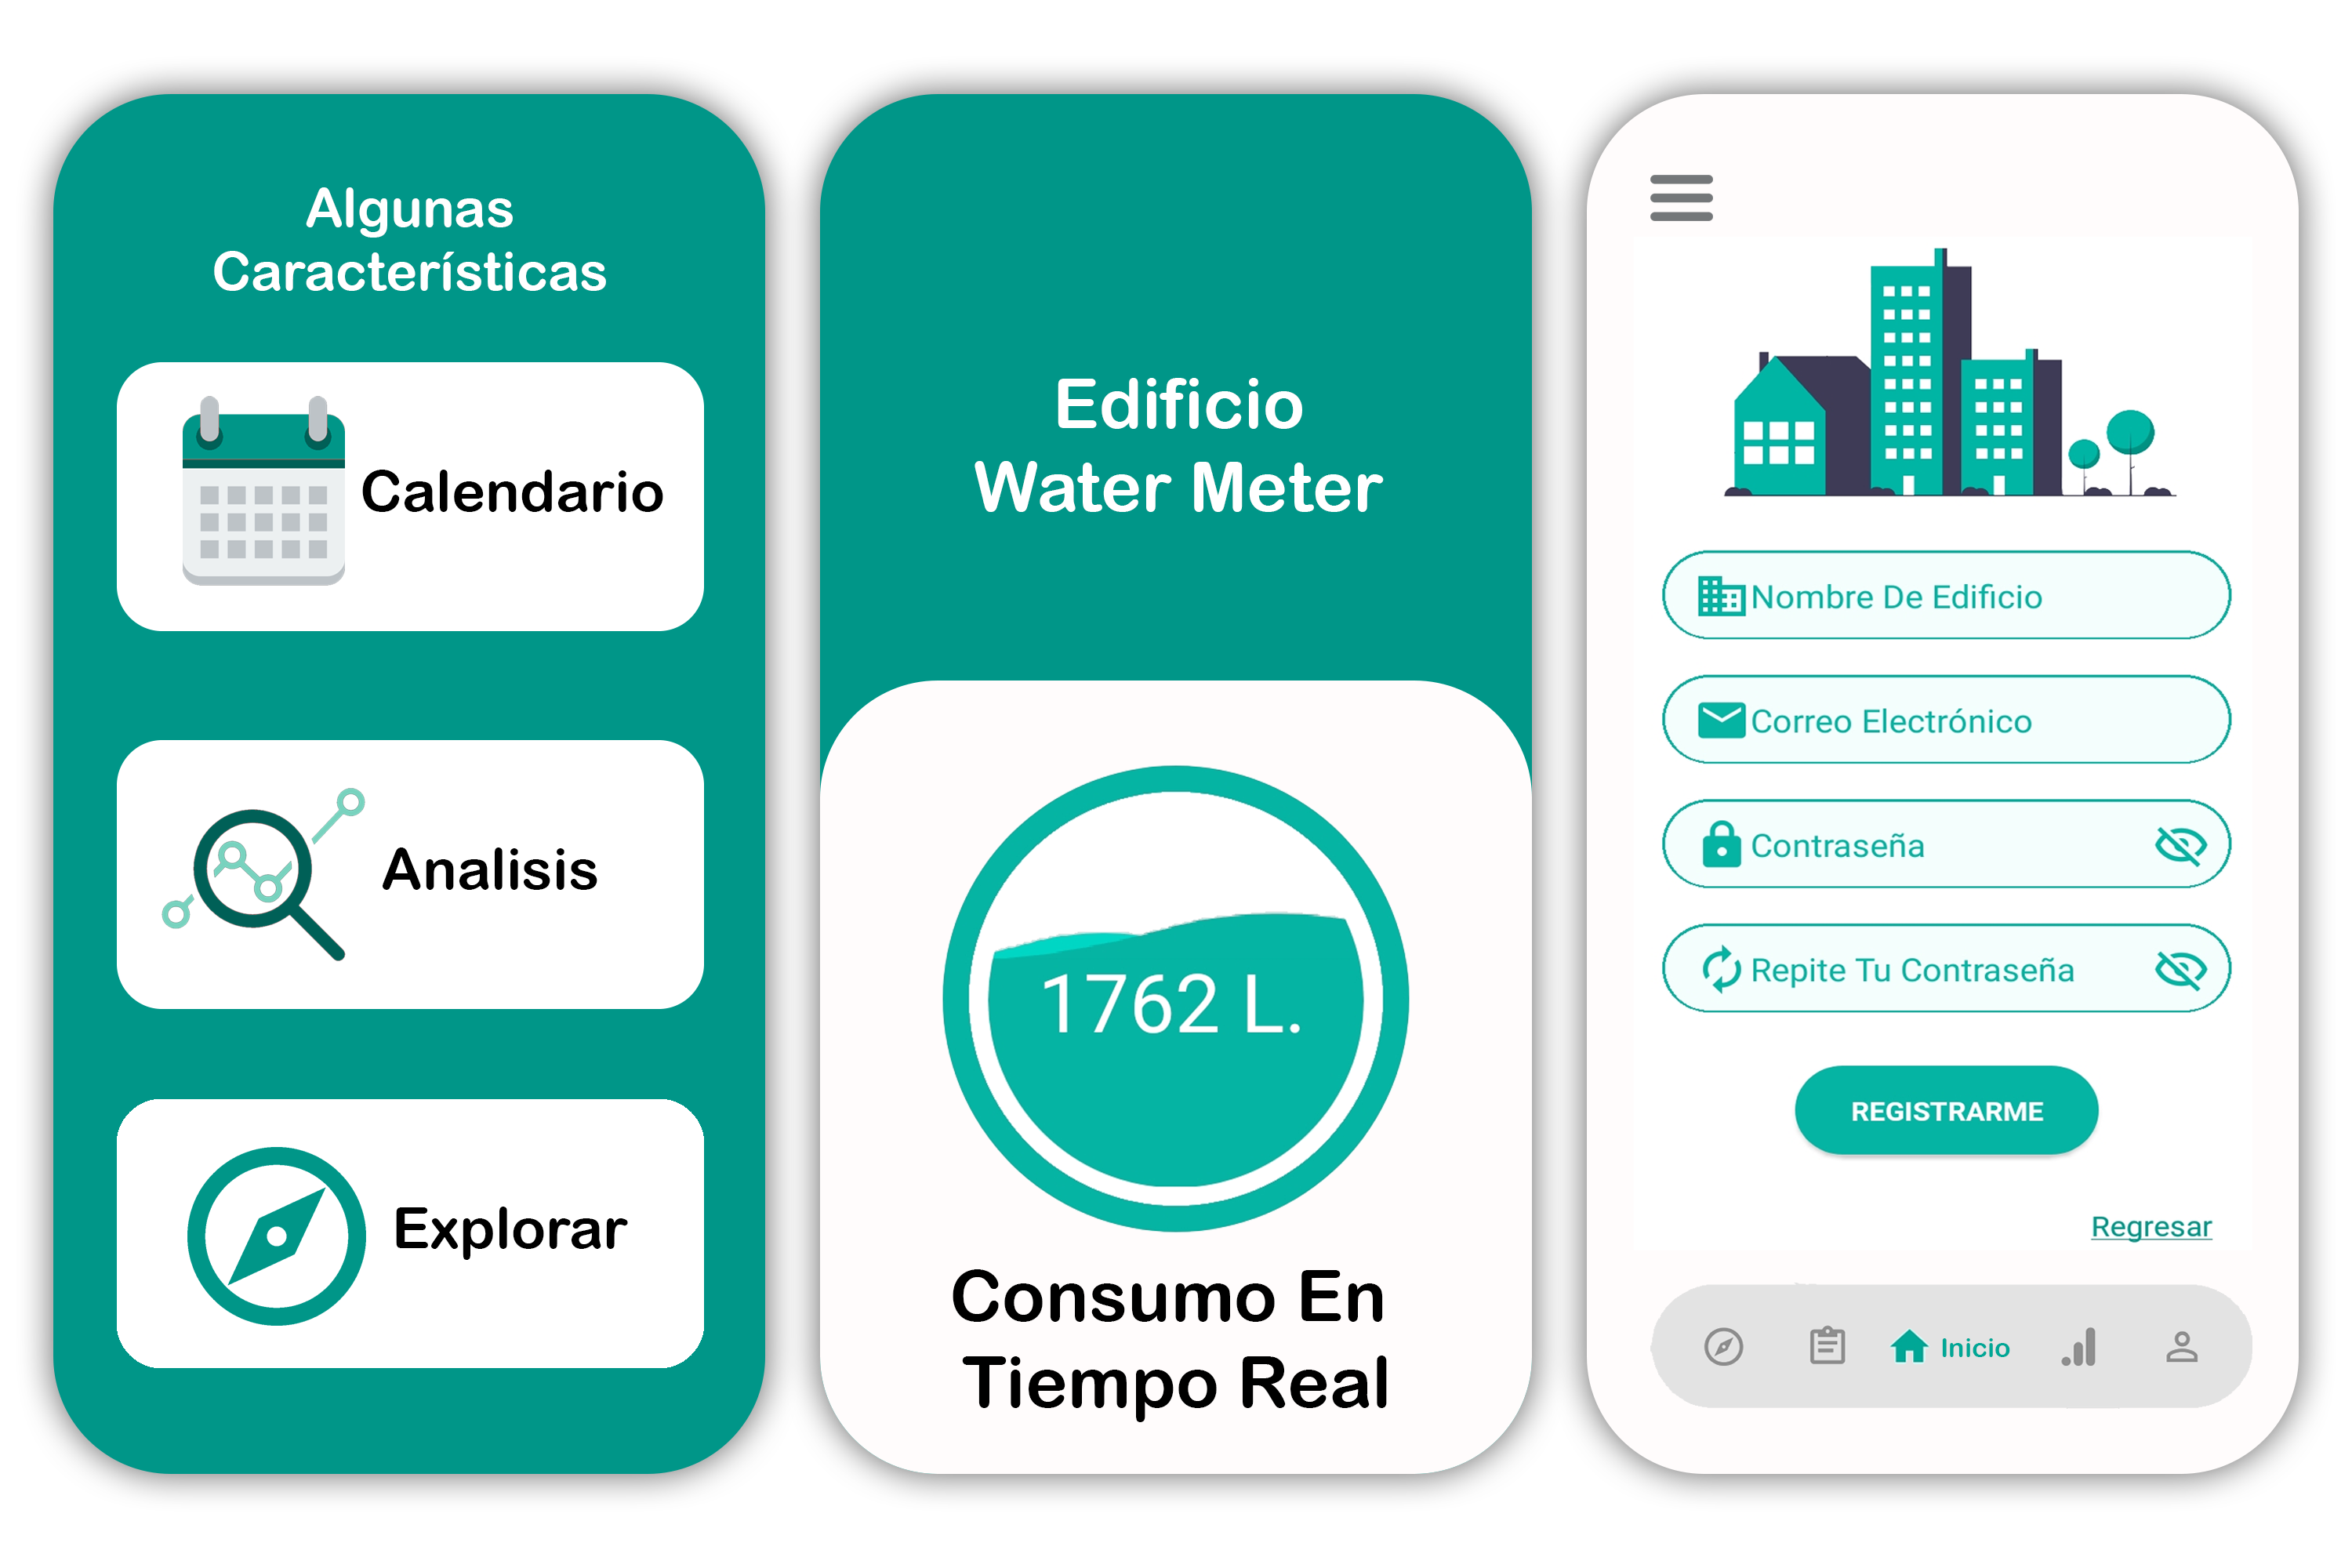 Algunas
Características
Calendario
Analisis
Explorar
Edificio
Water Meter
1762 L.
Consumo En
Tiempo Real
Nombre De Edificio
Correo Electrónico
Contraseña
Repite Tu Contraseña
REGISTRARME
Regresar
Inicio